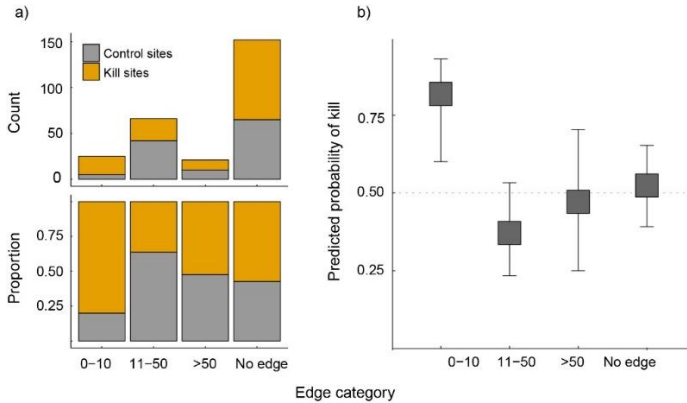 a)
150
100
50
0
Count
Control sites
Kill sites
0.75
0.50
0.25
Proportion
0−10 11−50 >50 No edge
b)
0.75
0.50
0.25
Predicted probability of kill
0−10 11−50 >50 No edge
Edge category